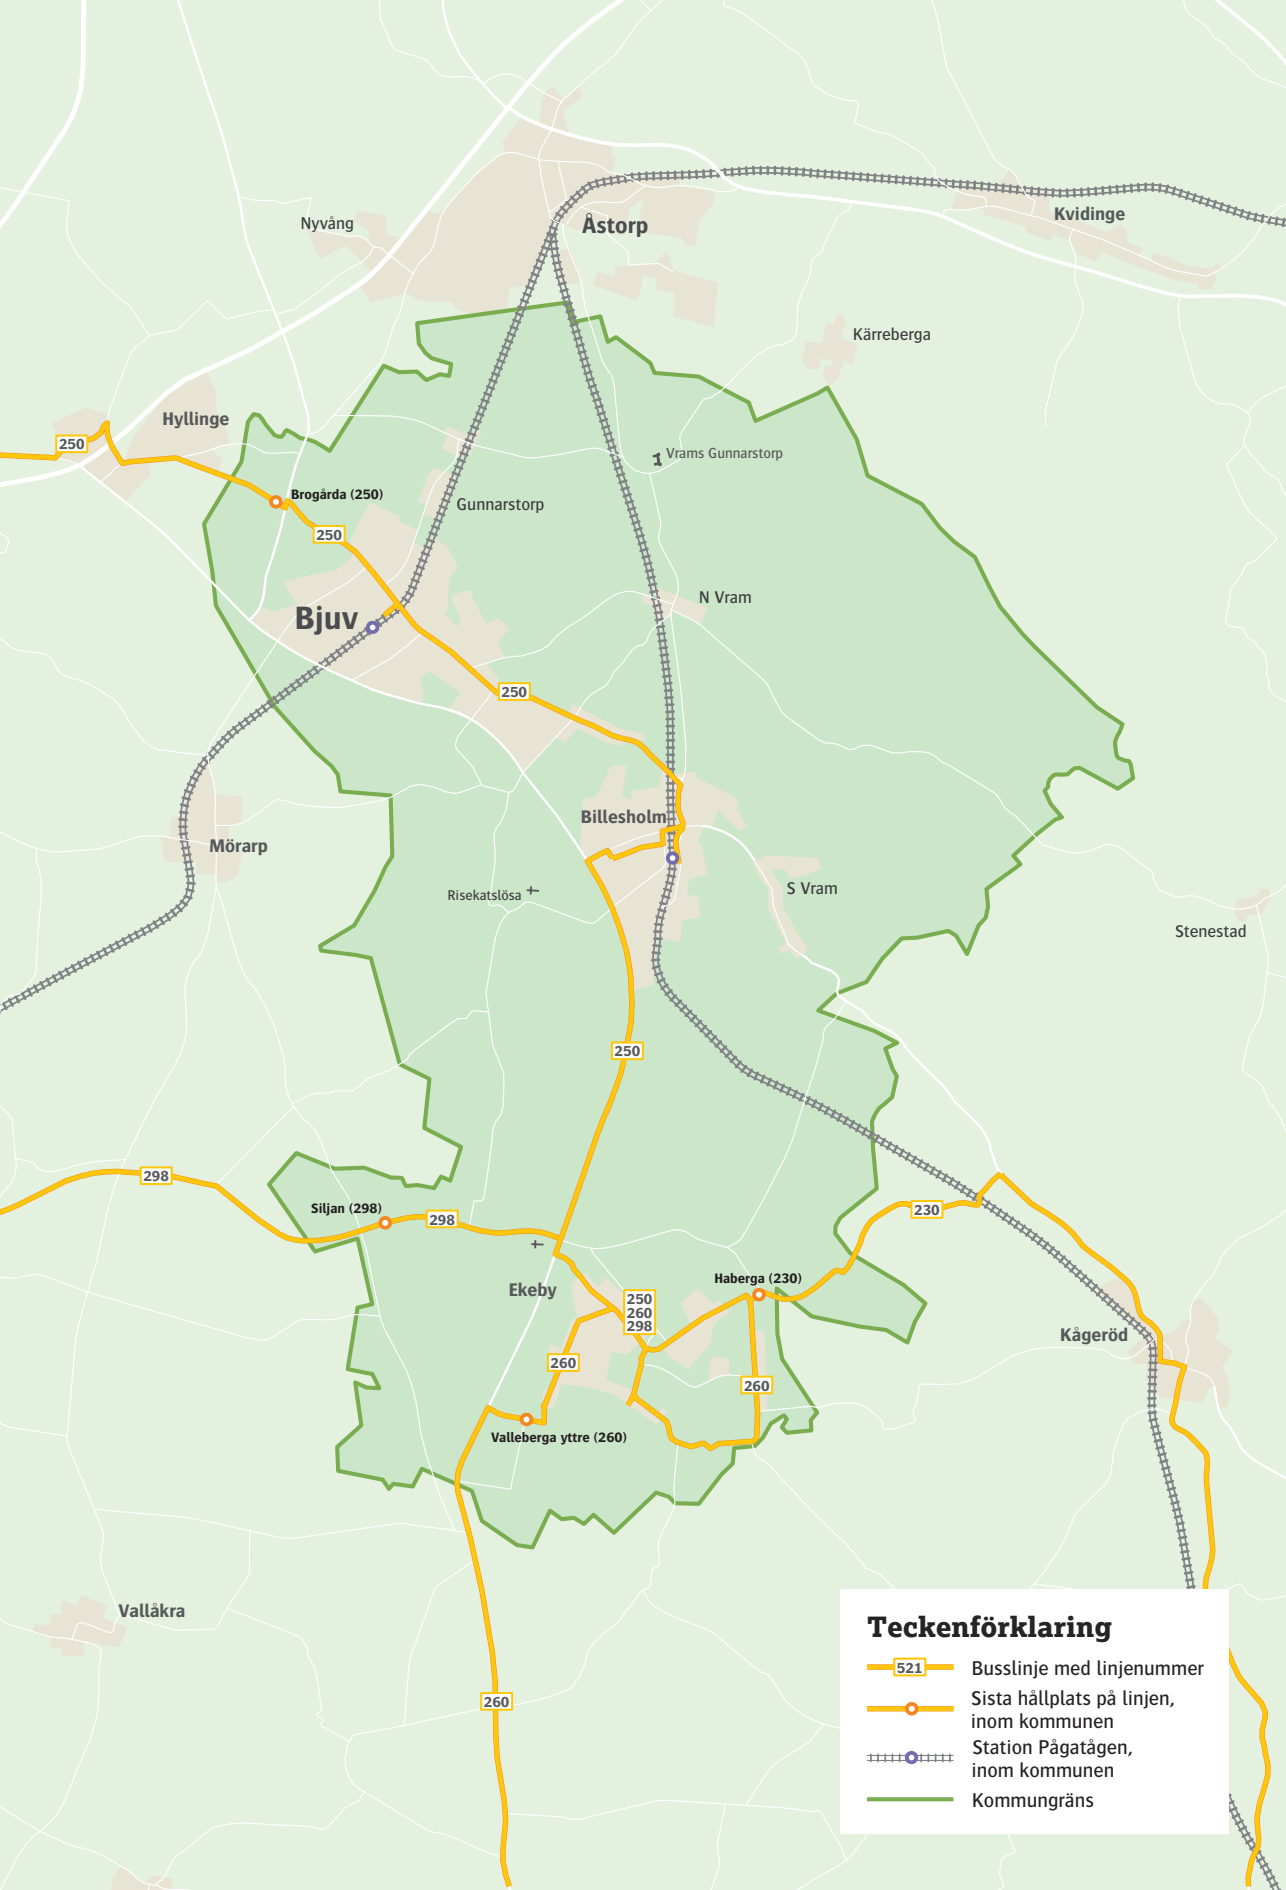 Nyvång
Åstorp
Kvidinge
Kärreberga
Hyllinge
250
Vrams Gunnarstorp
Brogårda (250)
Gunnarstorp
250
N Vram
Bjuv
250
Billesholm
Mörarp
Risekatslösa
S Vram
Stenestad
250
298
Siljan (298)
298
230
Haberga (230)
Ekeby
250
260
298
Kågeröd
260
260
Valleberga yttre (260)
Vallåkra
260
Teckenförklaring
521
Busslinje med linjenummer
Sista hållplats på linjen,
inom kommunen
Station Pågatågen,
inom kommunen
Kommungräns